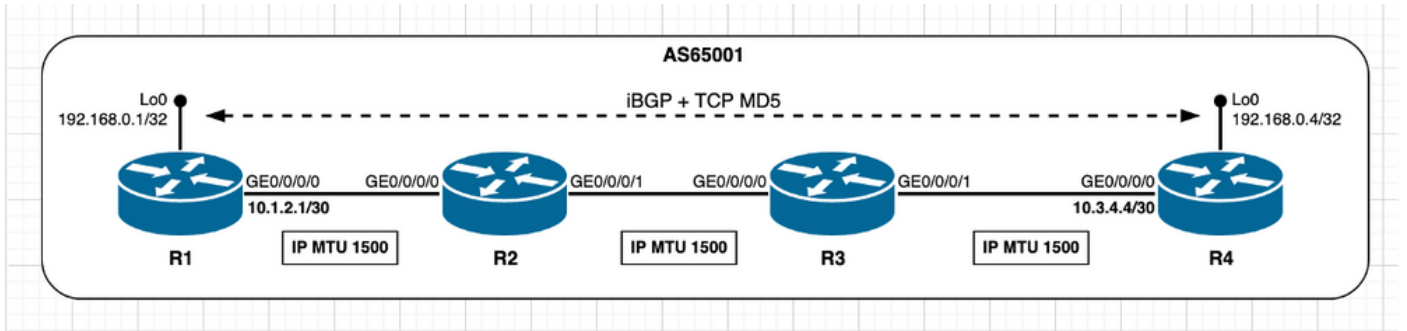 AS65001
iBGP + TCP MD5
Lo0
192.168.0.1/32
Lo0
192.168.0.4/32
GE0/0/0/0
GE0/0/0/0
GE0/0/0/1
GE0/0/0/0
GE0/0/0/1
GE0/0/0/0
10.1.2.1/30
10.3.4.4/30
IP MTU 1500
IP MTU 1500
IP MTU 1500
R1
R2
R3
R4